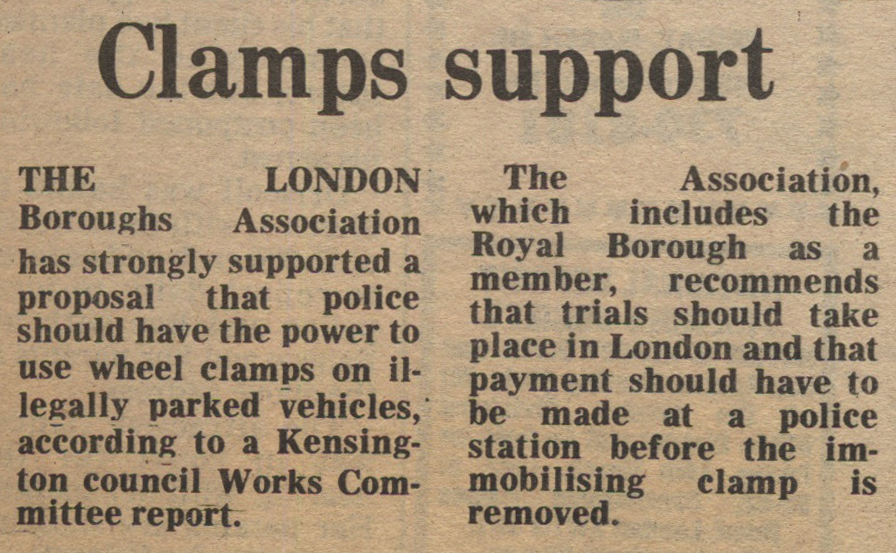 Clamps support
THE LONDON
Boroughs Association
has strongly supported a
proposal that police
should have the power to
use wheel clamps on il-
legally parked vehicles,
according to a Kensing-
ton council Works Com-
mittee report.
The Association,
which includes the
Royal Borough as a
member, recommends
that trials should take
place in London and that
payment should have to
be made at a police
station before the im-
mobilising clamp is
removed.